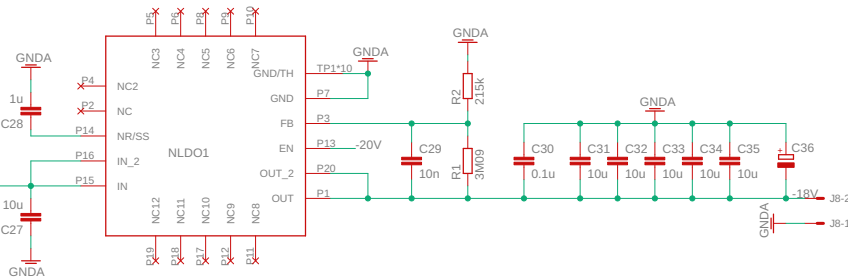 P5
P6
P8
P9
P10
NC3
NC4
NC5
NC6
NC7
GNDA
GNDA
GNDA
GNDA
P4
NC2
GND/TH
TP1*10
1u
P2
NC
GND
P7
R2
215k
C28
P14
NR/SS
FB
P3
NLDO1
EN
P13
-20V
C29
10n
R1
3M09
C30
0.1u
C31
10u
C32
10u
C33
10u
C34
10u
C35
10u
+
C36
P16
IN_2
OUT_2
P20
P15
IN
OUT
P1
-18V
J8-2
10u
C27
GNDA
J8-1
GNDA
NC12
NC11
NC10
NC9
NC8
P19
P18
P17
P12
P11